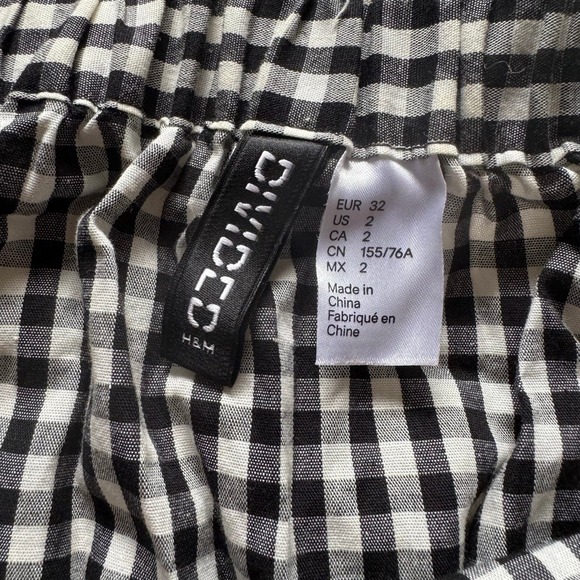 DIVIDED
H&M
EUR 32
US 2
CA 2
CN 155/76A
MX 2
Made in
China
Fabriqué en
Chine